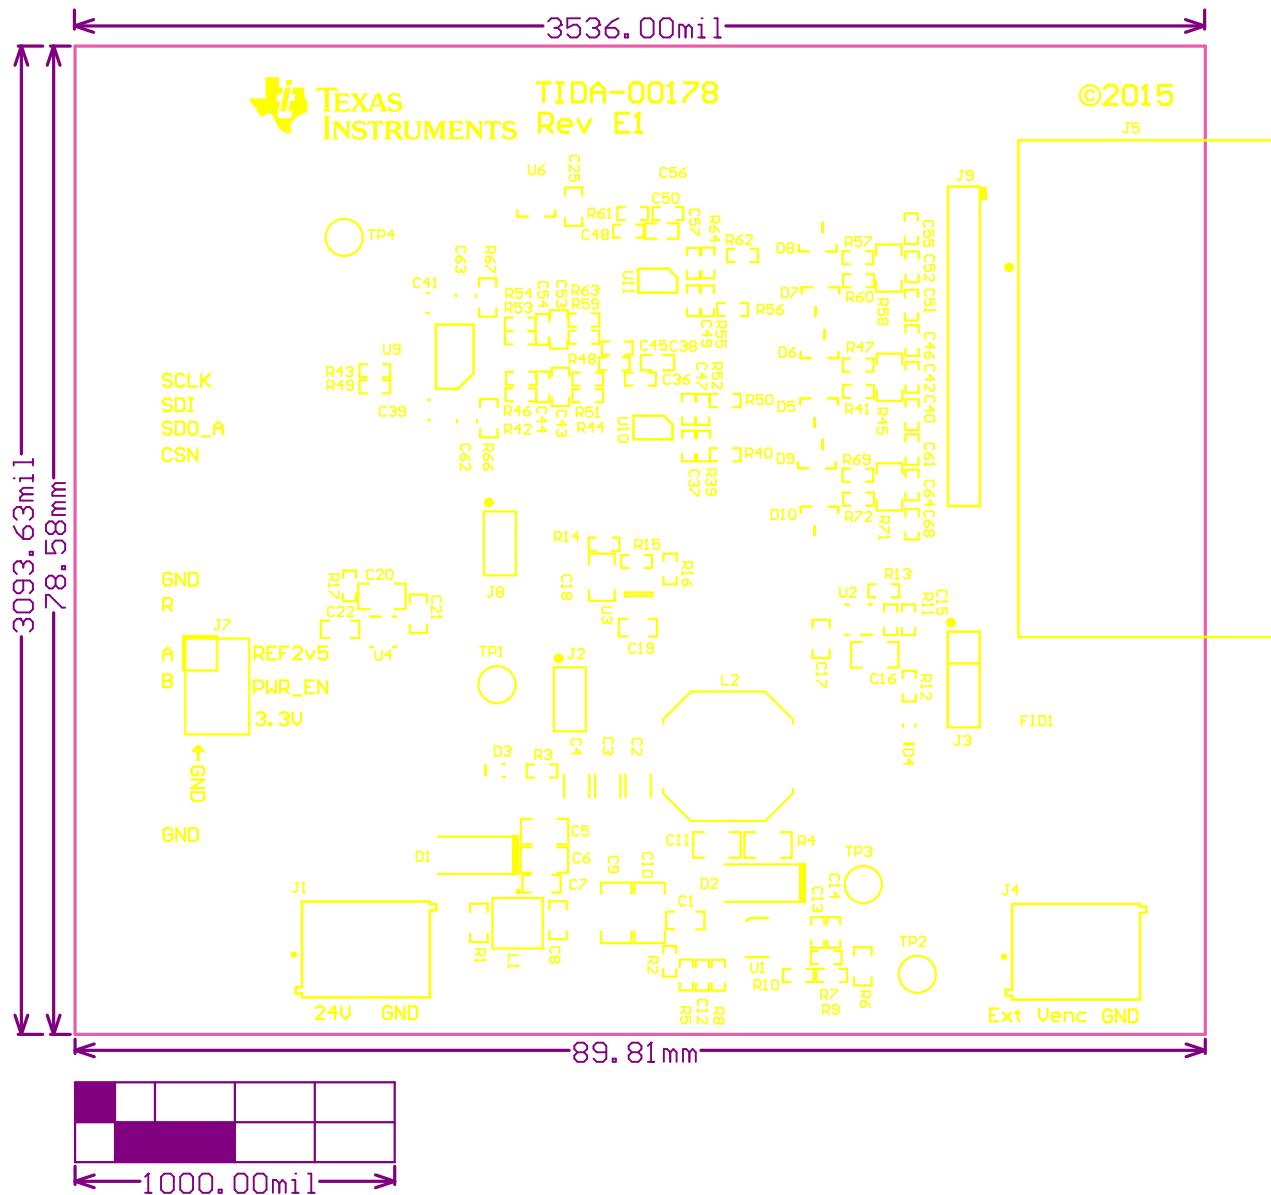 3536.00mil
TEXAS
INSTRUMENTS
TIDA-00178
Rev E1
©2015
J5
J9
U6
C25
C56
C50
R61
C48
C57
R64
R62
D8
R57
C55
TP4
C63
R67
C41
U11
C52
R60
D7
R54
R53
C54
C53
R63
R59
R56
R58
C51
C49
R55
U9
R48
C45
C38
D6
R47
C46
R43
R49
C36
C47
R52
C42
SCLK
SDI
SDO_A
CSN
C39
R46
R42
C44
C43
R51
R44
U10
R50
D5
R41
R45
C40
C62
R66
C37
R39
R40
D9
R69
C61
C64
R72
D10
R71
C68
3093.63mil
78.58mm
R14
R15
R16
J8
C18
U3
C19
GND
R
A
B
R17
C20
C21
C22
U4
J7
REF2v5
PWR_EN
3.3V
GND
GND
TP1
J2
U2
R13
R11
C15
C17
C16
R12
L2
FID1
J3
D4
D3
R3
C4
C3
C2
C5
C6
C7
D1
C9
C10
C11
R4
D2
TP3
C13
C14
J1
C1
J4
R1
L1
C8
R2
U1
R10
R7
R9
R6
TP2
R5
C12
R8
24V GND
Ext Venc GND
89.81mm
1000.00mil